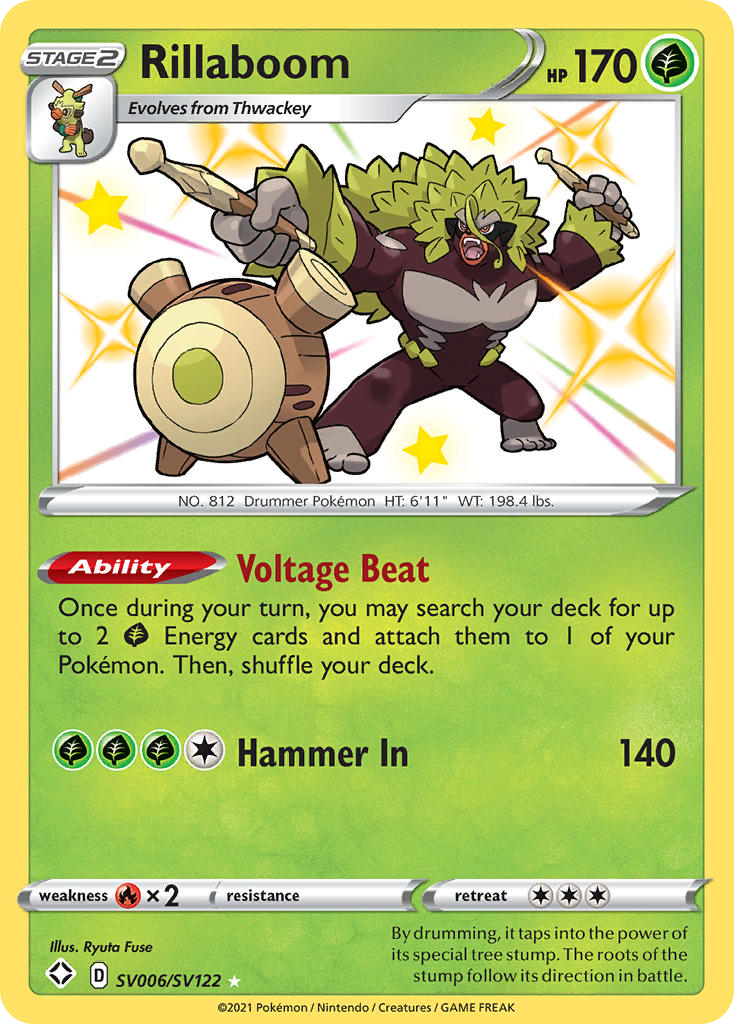 STAGE 2
Rillaboom
HP 170
Evolves from Thwackey
NO. 812 Drummer Pokémon HT: 6'11" WT: 198.4 lbs.
Ability Voltage Beat
Once during your turn, you may search your deck for up
to 2 Energy cards and attach them to 1 of your
Pokémon. Then, shuffle your deck.
Hammer In 140
weakness ×2 resistance retreat
Illus. Ryuta Fuse
D SV006/SV122
By drumming, it taps into the power of
its special tree stump. The roots of the
stump follow its direction in battle.
©2021 Pokémon / Nintendo / Creatures / GAME FREAK